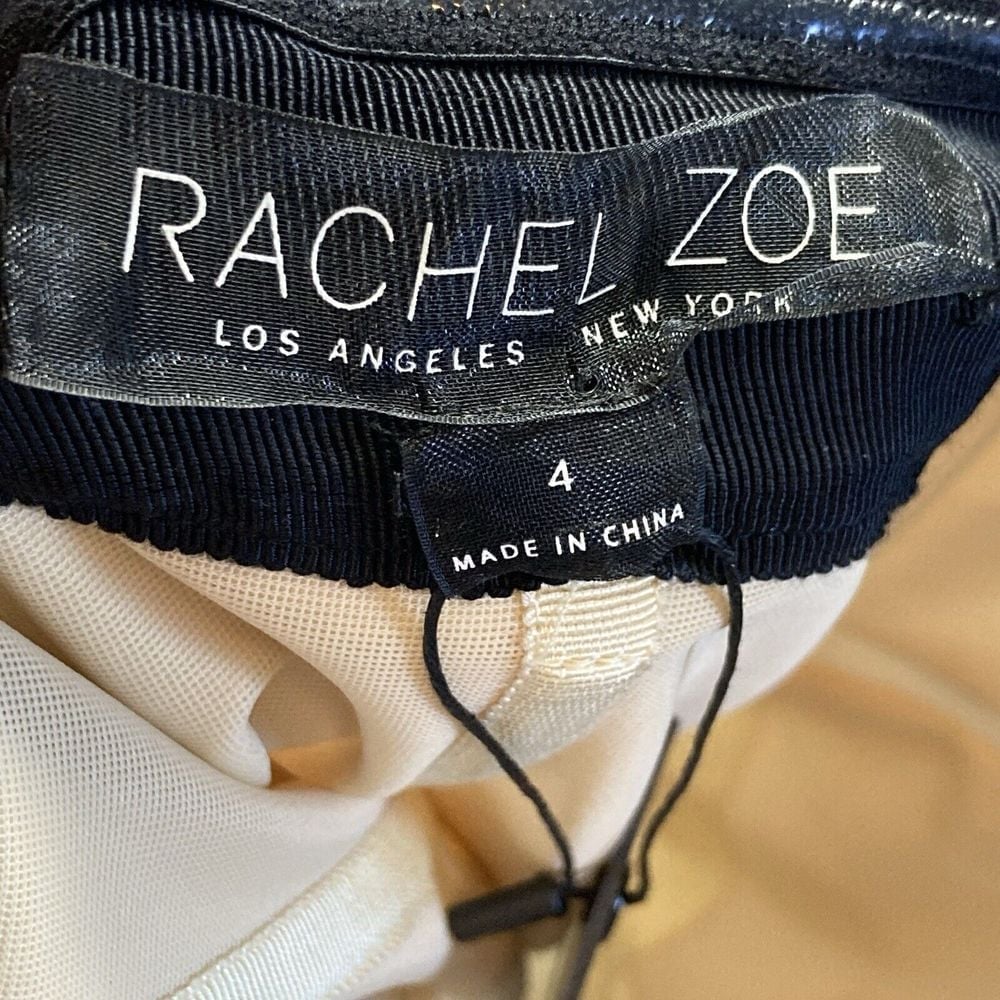 RACHEL ZOE
LOS ANGELES NEW YORK
4
MADE IN CHINA